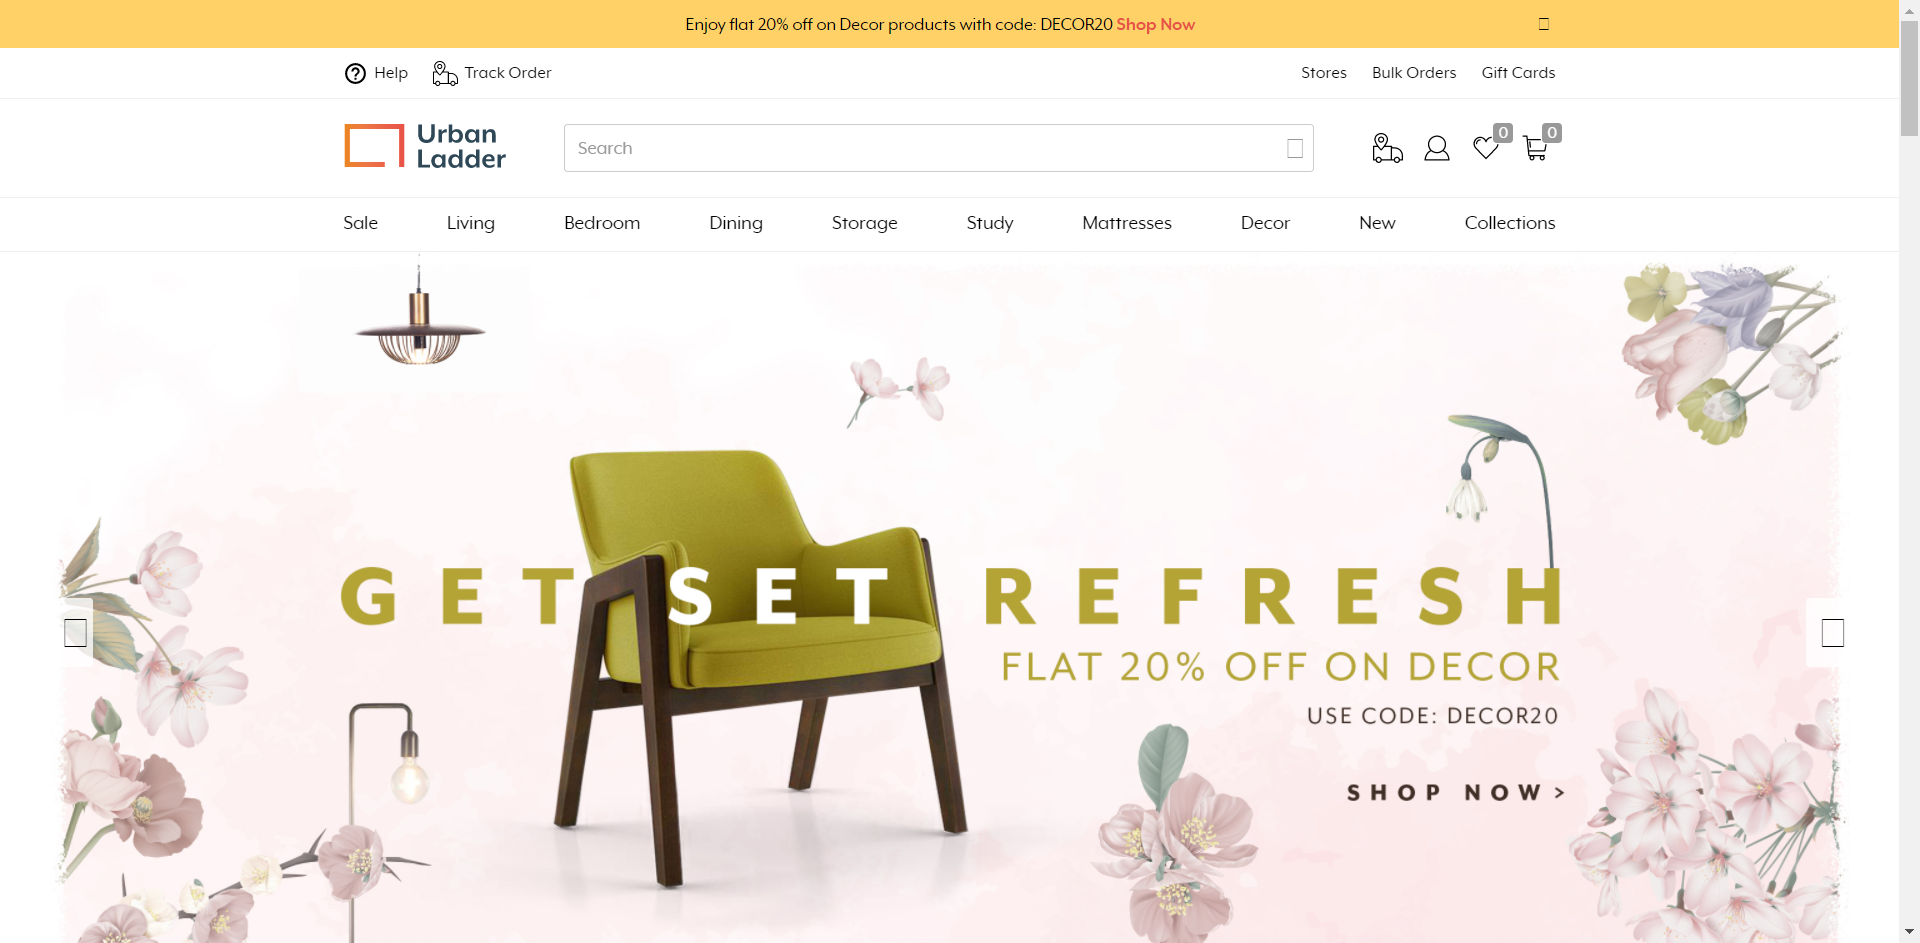 Enjoy flat 20% off on Decor products with code: DECOR20 Shop Now
Help Track Order Stores Bulk Orders Gift Cards
Urban
Ladder
Search
0 0
Sale Living Bedroom Dining Storage Study Mattresses Decor New Collections
GET SET REFRESH
FLAT 20% OFF ON DECOR
USE CODE: DECOR20
SHOP NOW >